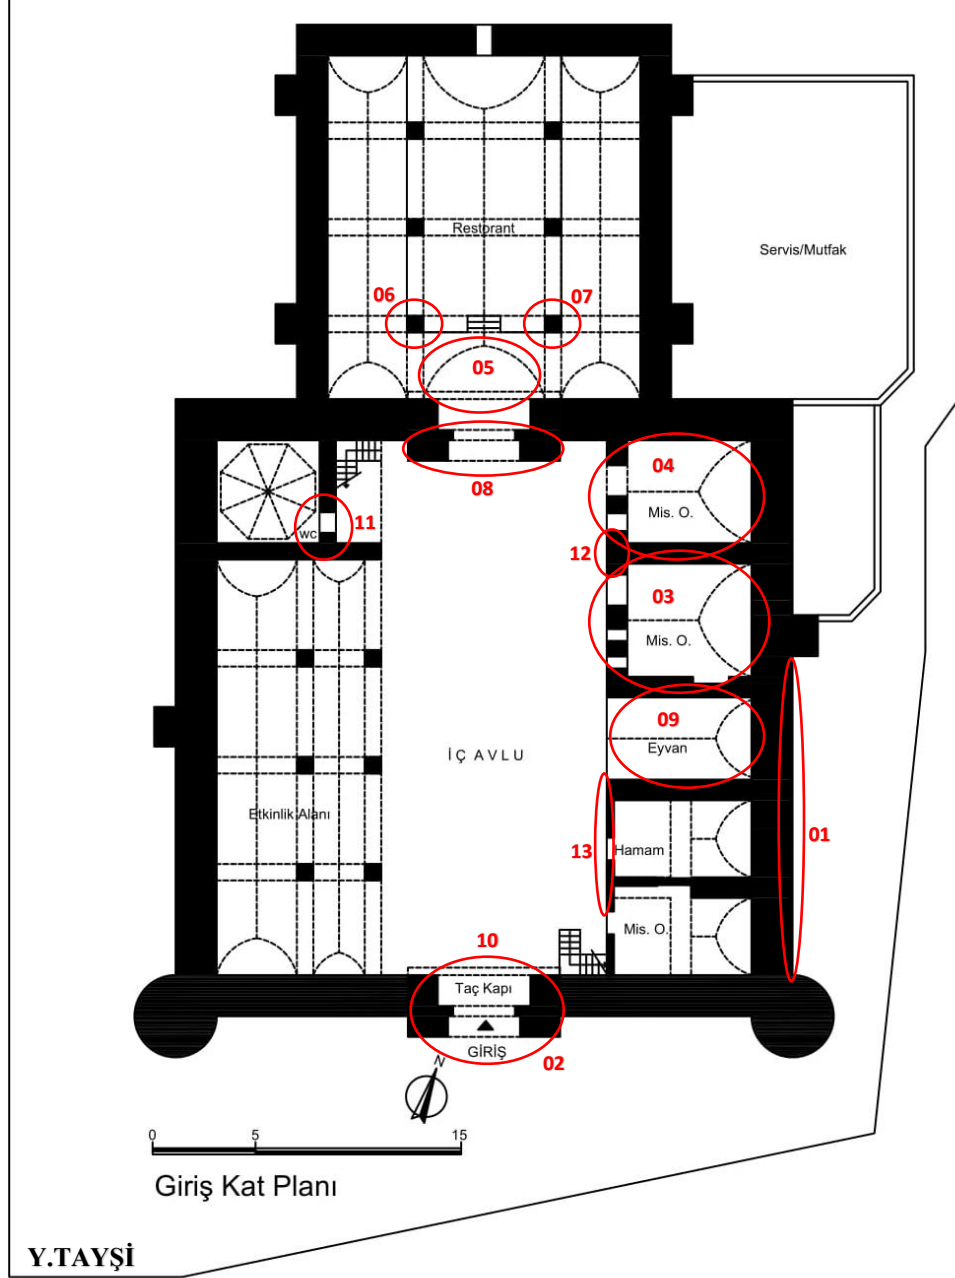 Restorant
Servis/Mutfak
06
07
05
04
08
Mis. O.
11
wc
12
03
Mis. O.
09
Eyvan
İÇ AVLU
Etkinlik Alanı
01
13
Hamam
Mis. O.
10
Taç Kapı
GİRİŞ
02
N
0 5 15
Giriş Kat Planı
Y.TAYŞİ